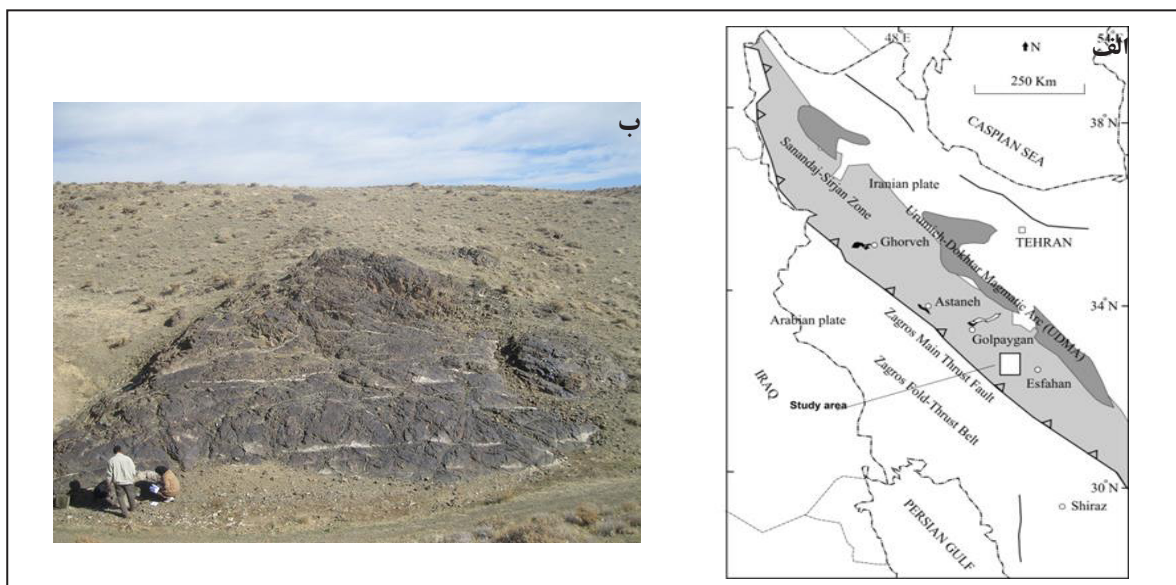 ب
الف
48 E
54 E
N
250 Km
38°N
CASPIAN SEA
Sanandaj-Sirjan Zone
Iranian plate
Urumieh-Dokhtar Magmatic Arc (UDMA)
TEHRAN
Ghorveh
Astaneh
34°N
Arabian plate
Golpaygan
Zagros Main Thrust Fault
Esfahan
IRAQ
Study area
Zagros Fold-Thrust Belt
30°N
Shiraz
PERSIAN GULF